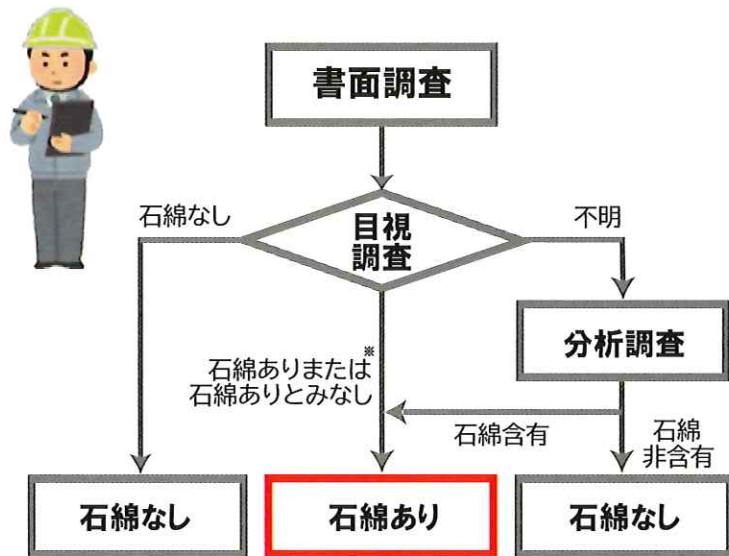 書面調査
石綿なし
目視
調査
不明
分析調査
※
石綾ありまたは
石綿ありとみなし
石綿含有
石綿
非含有
石綿なし
石綿あり
石綿なし